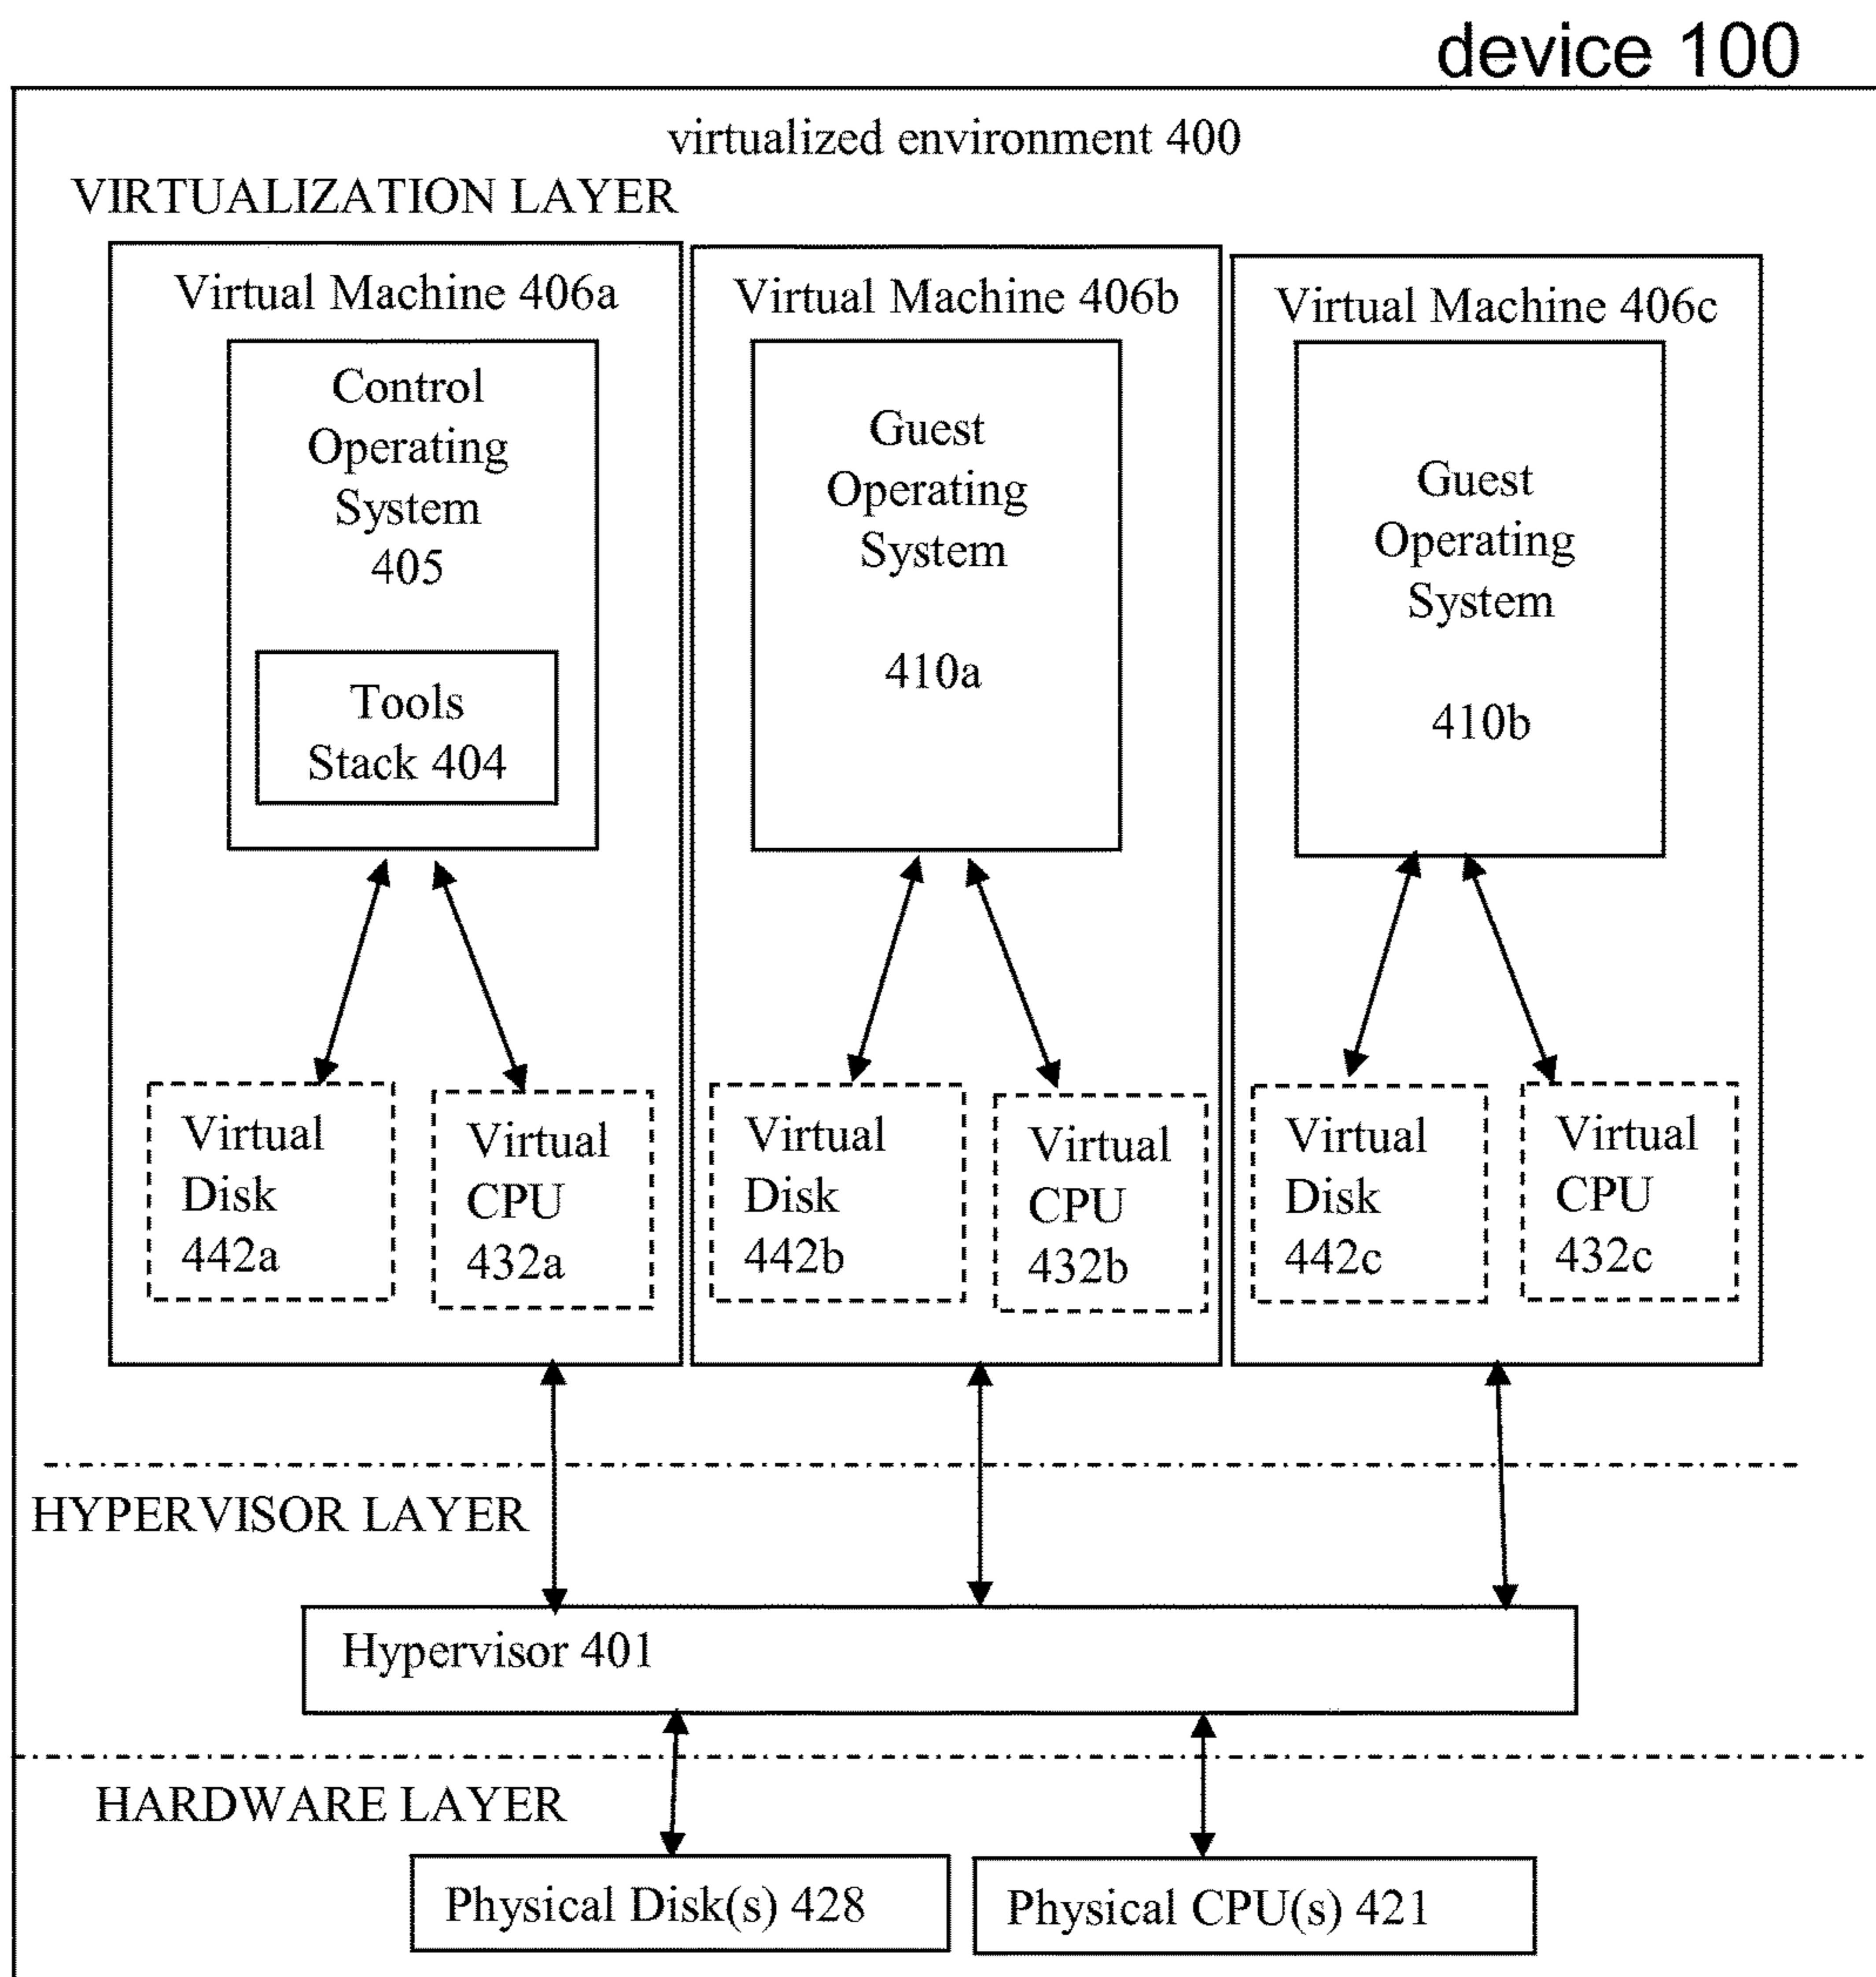 device 100
virtualized environment 400
VIRTUALIZATION LAYER
Virtual Machine 406a
Control
Operating
System
405
Tools
Stack 404
Virtual
Disk
442a
Virtual
CPU
432a
Virtual Machine 406b
Guest
Operating
System
410a
Virtual
Disk
442b
Virtual
CPU
432b
Virtual Machine 406c
Guest
Operating
System
410b
Virtual
Disk
442c
Virtual
CPU
432c
HYPERVISOR LAYER
Hypervisor 401
HARDWARE LAYER
Physical Disk(s) 428
Physical CPU(s) 421